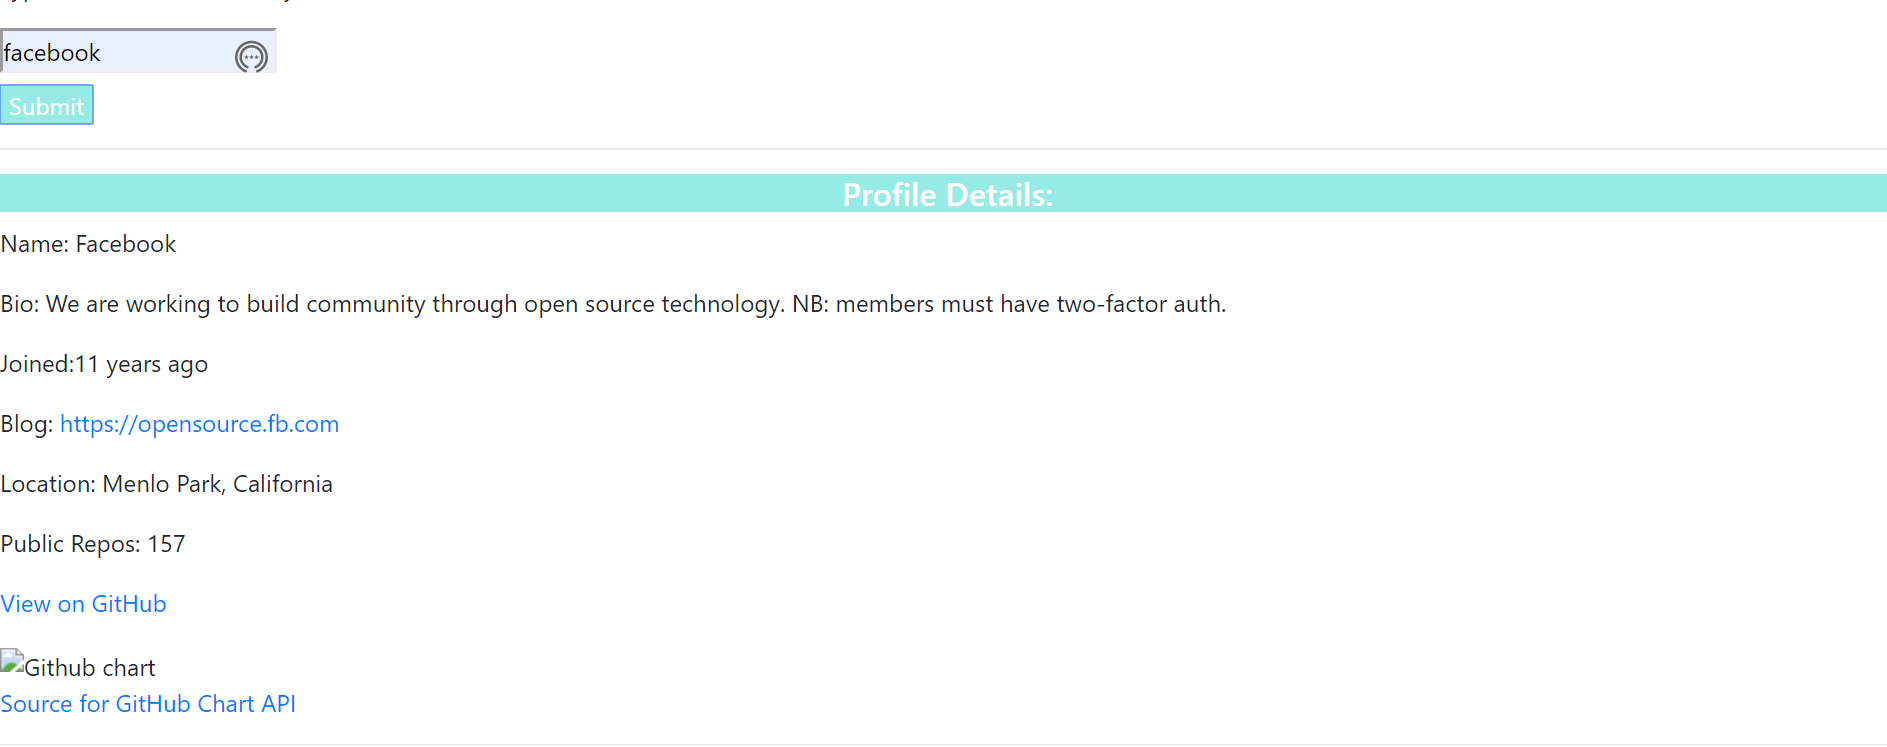 facebook
Submit
Profile Details:
Name: Facebook
Bio: We are working to build community through open source technology. NB: members must have two-factor auth.
Joined:11 years ago
Blog: https://opensource.fb.com
Location: Menlo Park, California
Public Repos: 157
View on GitHub
Github chart
Source for GitHub Chart API